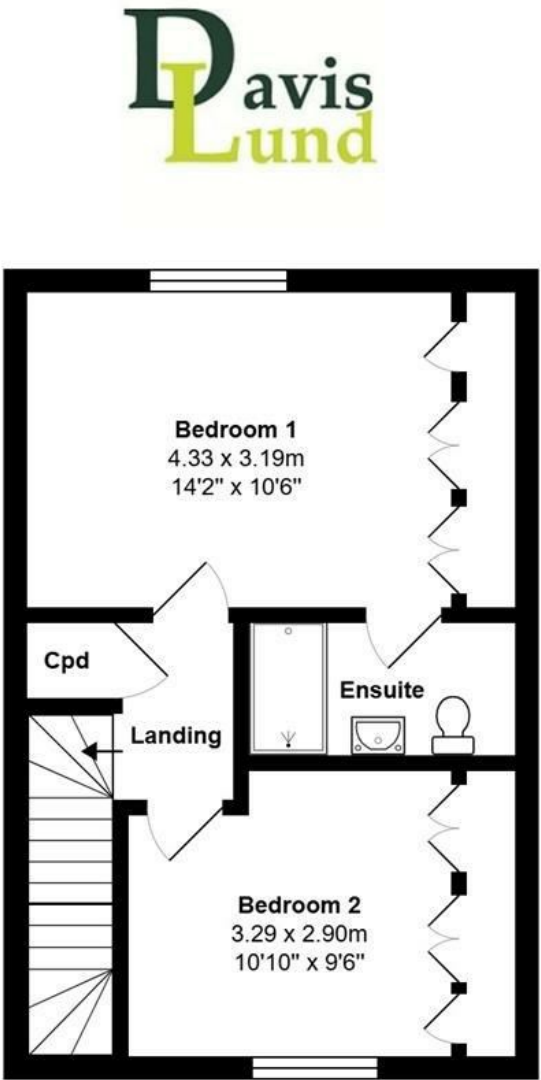 Davis
Lund
Bedroom 1
4.33 x 3.19m
14'2" x 10'6"
Cpd
Ensuite
Landing
Bedroom 2
3.29 x 2.90m
10'10" x 9'6"